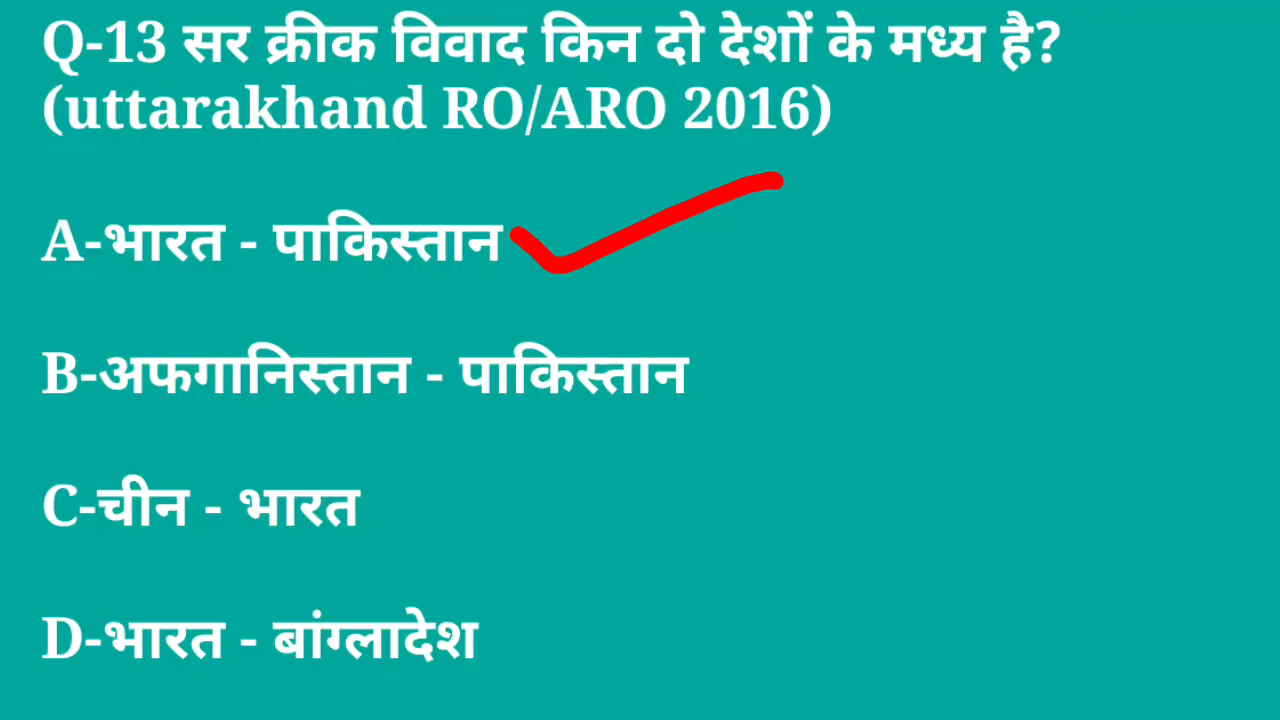 Q-13 सर क्रीक विवाद किन दो देशों के मध्य है?
(uttarakhand RO/ARO 2016)
A-भारत - पाकिस्तान
B-अफगानिस्तान - पाकिस्तान
C-चीन - भारत
D-भारत - बांग्लादेश